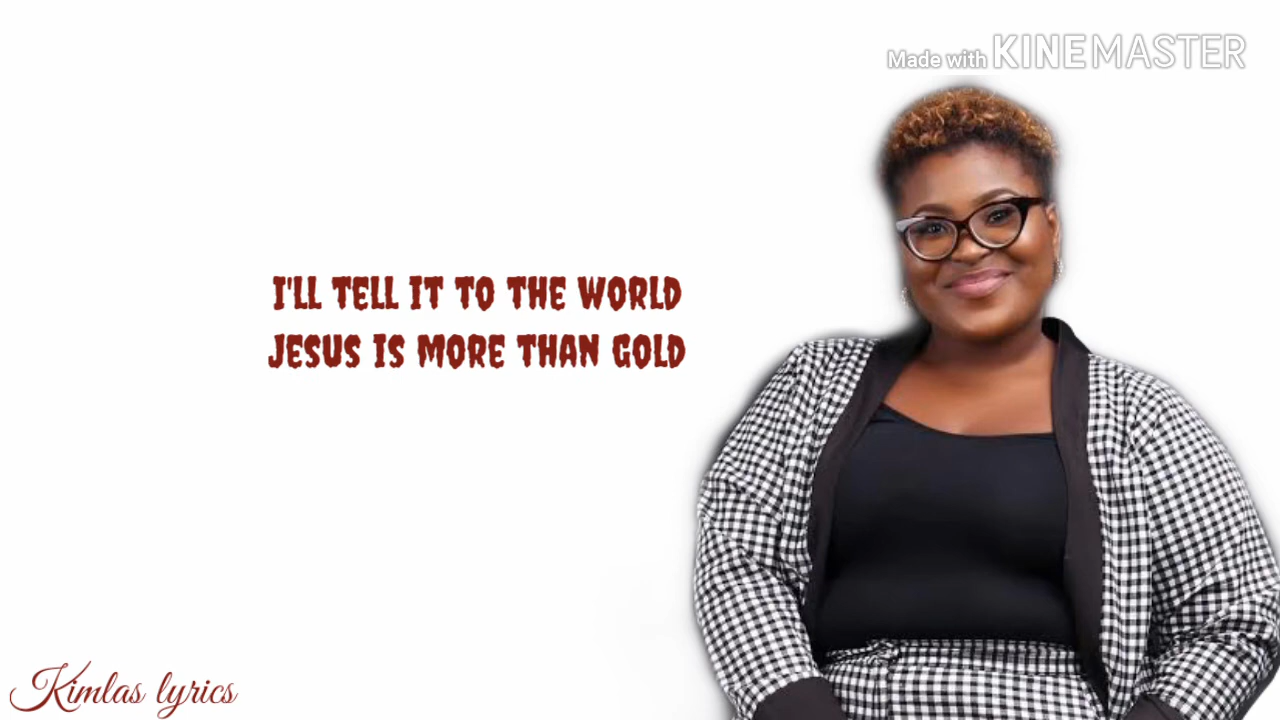 Made with KINEMASTER
I'LL TELL IT TO THE WORLD
JESUS IS MORE THAN GOLD
Kimlas lyrics